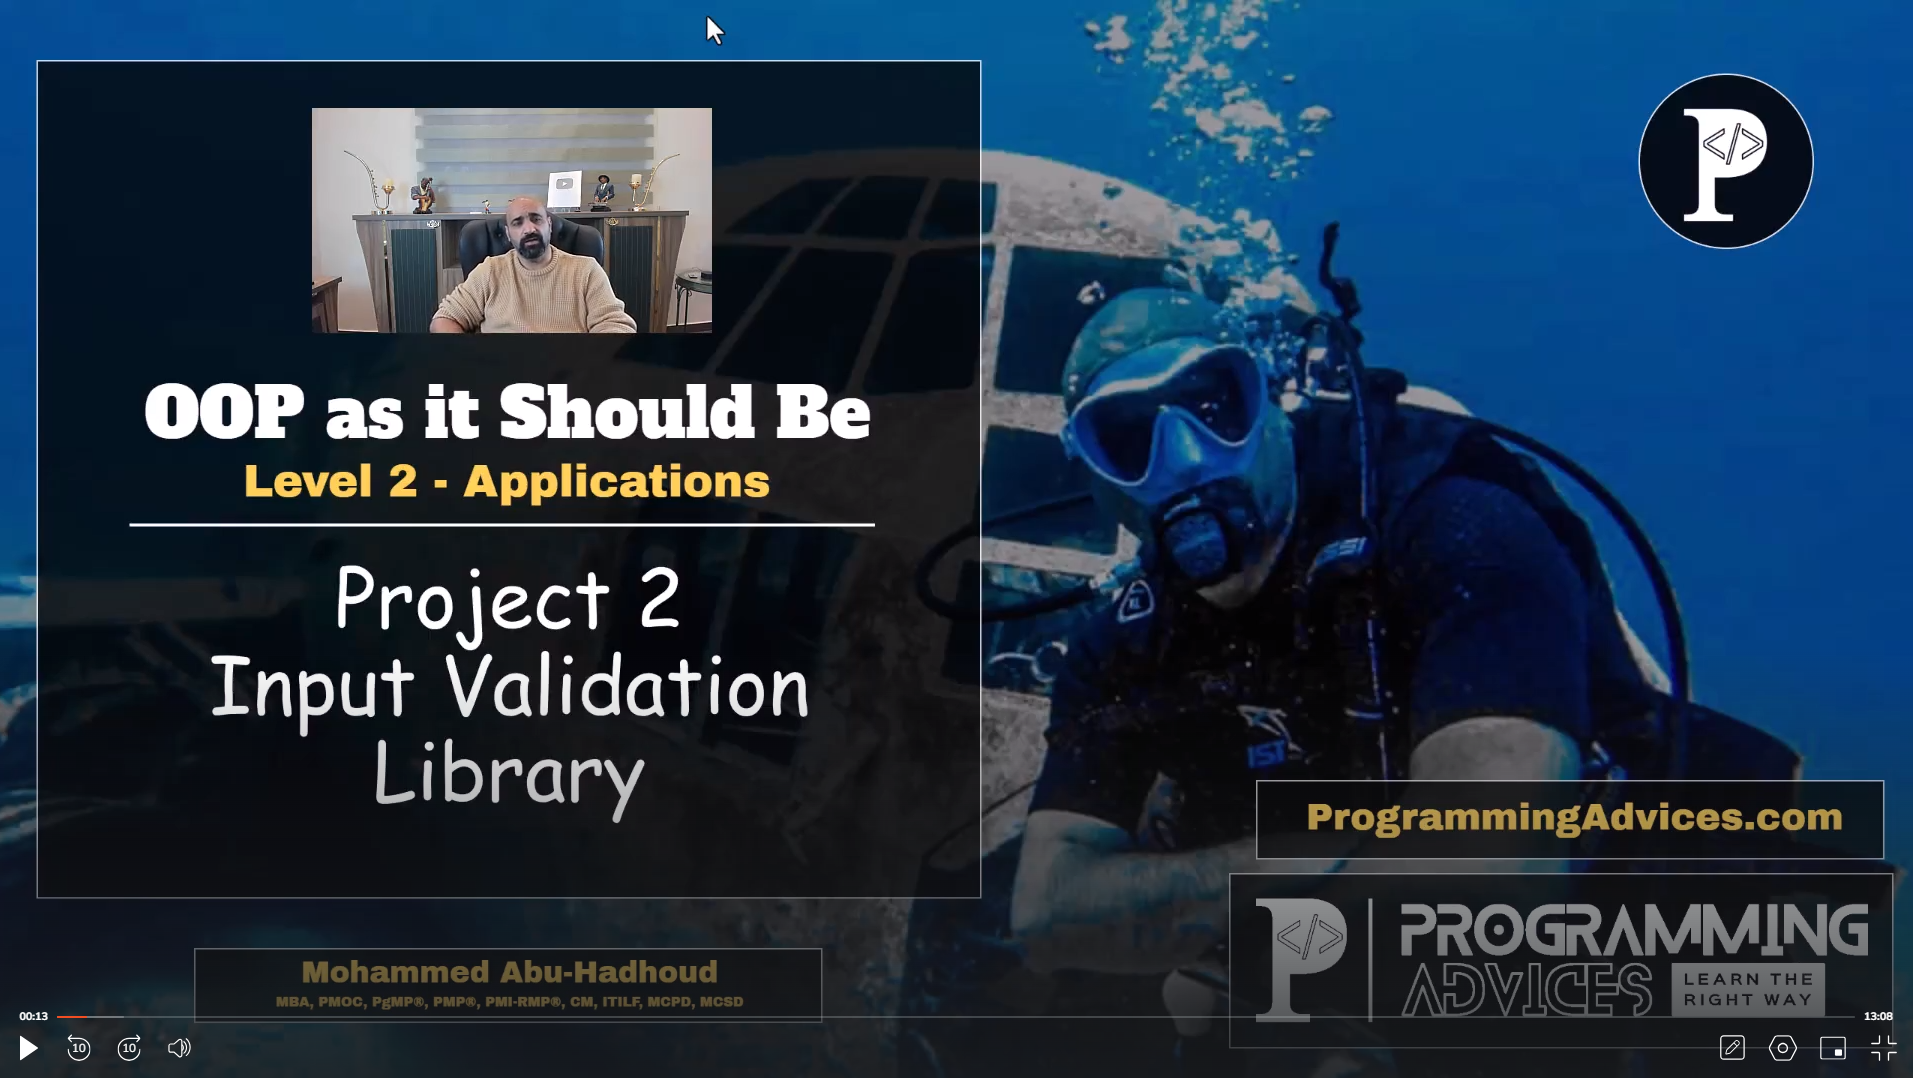 OOP as it Should Be
Level 2 - Applications
Project 2
Input Validation
Library
ProgrammingAdvices.com
PROGRAMMING
ADVICES
LEARN THE
RIGHT WAY
Mohammed Abu-Hadhoud
MBA, PMOC, PgMP®, PMP®, PMI-RMP®, CM, ITILF, MCPD, MCSD
00:13
13:08
10
10